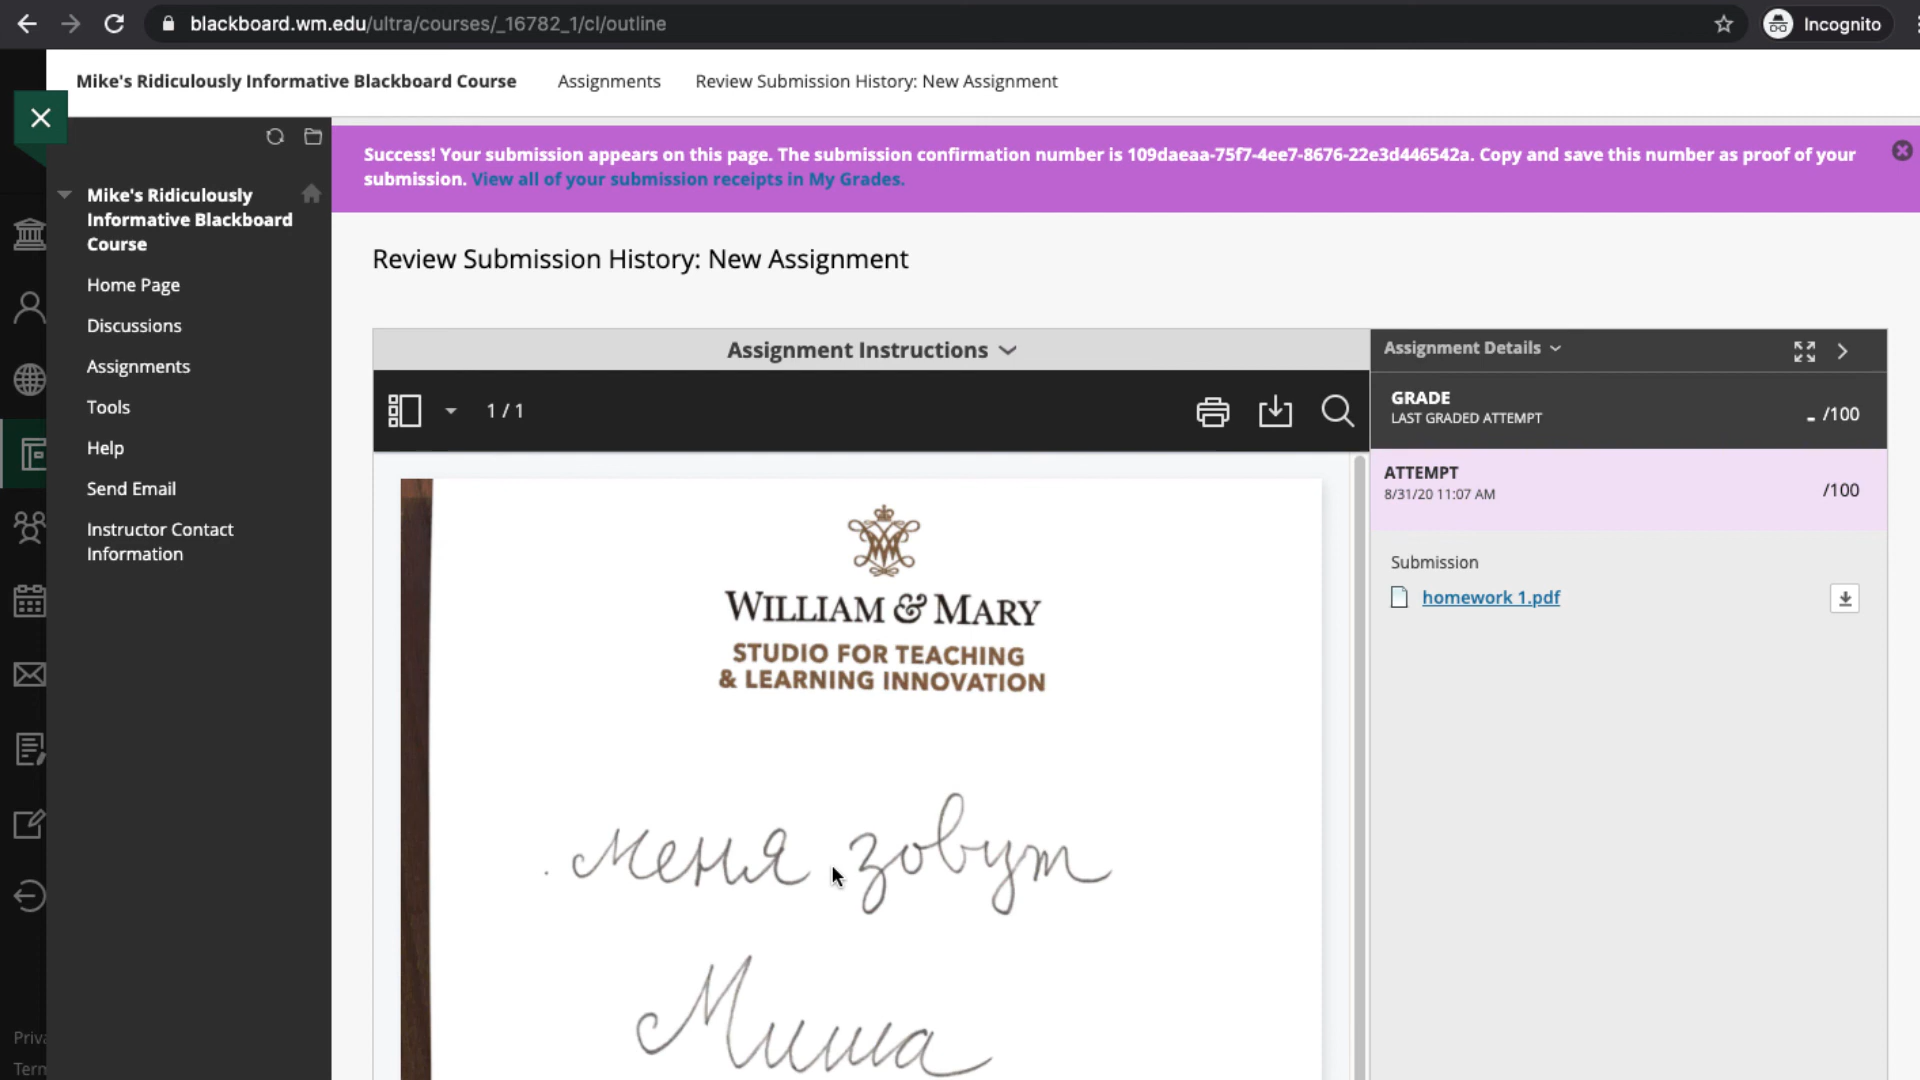 blackboard.wm.edu/ultra/courses/_16782_1/cl/outline
Incognito
Mike's Ridiculously Informative Blackboard Course
Assignments
Review Submission History: New Assignment
Success! Your submission appears on this page. The submission confirmation number is 109daeaa-75f7-4ee7-8676-22e3d446542a. Copy and save this number as proof of your
submission. View all of your submission receipts in My Grades.
Mike's Ridiculously
Informative Blackboard
Course
Home Page
Discussions
Assignments
Tools
Help
Send Email
Instructor Contact
Information
Priva
Term
Review Submission History: New Assignment
Assignment Instructions
1 / 1
WILLIAM & MARY
STUDIO FOR TEACHING
& LEARNING INNOVATION
меня зовут
Миша
Assignment Details
GRADE
LAST GRADED ATTEMPT
- /100
ATTEMPT
8/31/20 11:07 AM
/100
Submission
homework 1.pdf